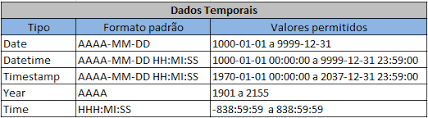 Dados Temporais
Tipo Formato padrão Valores permitidos
Date AAAA-MM-DD 1000-01-01 a 9999-12-31
Datetime AAAA-MM-DD HH:MI:SS 1000-01-01 00:00:00 a 9999-12-31 23:59:00
Timestamp AAAA-MM-DD HH:MI:SS 1970-01-01 00:00:00 a 2037-12-31 23:59:00
Year AAAA 1901 a 2155
Time HHH:MI:SS -838:59:59 a 838:59:59